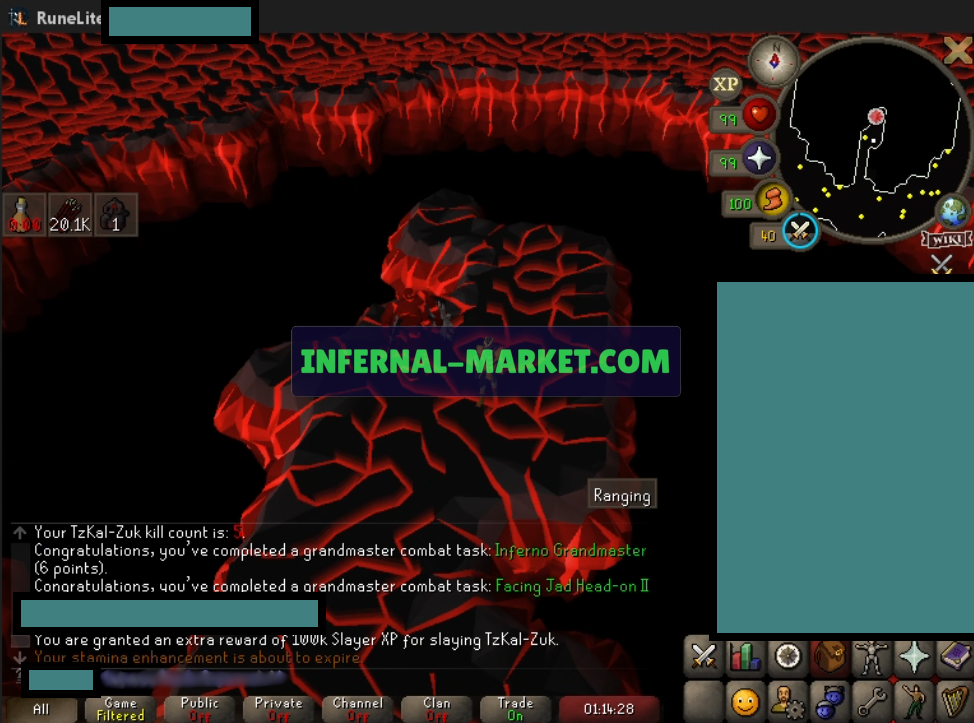 RuneLite
N
XP
99
99
100
40
WIKI
20.1K
1
INFERNAL-MARKET.COM
Ranging
Your TzKal-Zuk kill count is: 5.
Congratulations, you've completed a grandmaster combat task: Inferno Grandmaster
(6 points).
Congratulations, you've completed a grandmaster combat task: Facing Jad Head-on II
You are granted an extra reward of 100k Slayer XP for slaying TzKal-Zuk.
Your stamina enhancement is about to expire
All
Game
Filtered
Public
Off
Private
Off
Channel
Off
Clan
Off
Trade
On
01:14:28